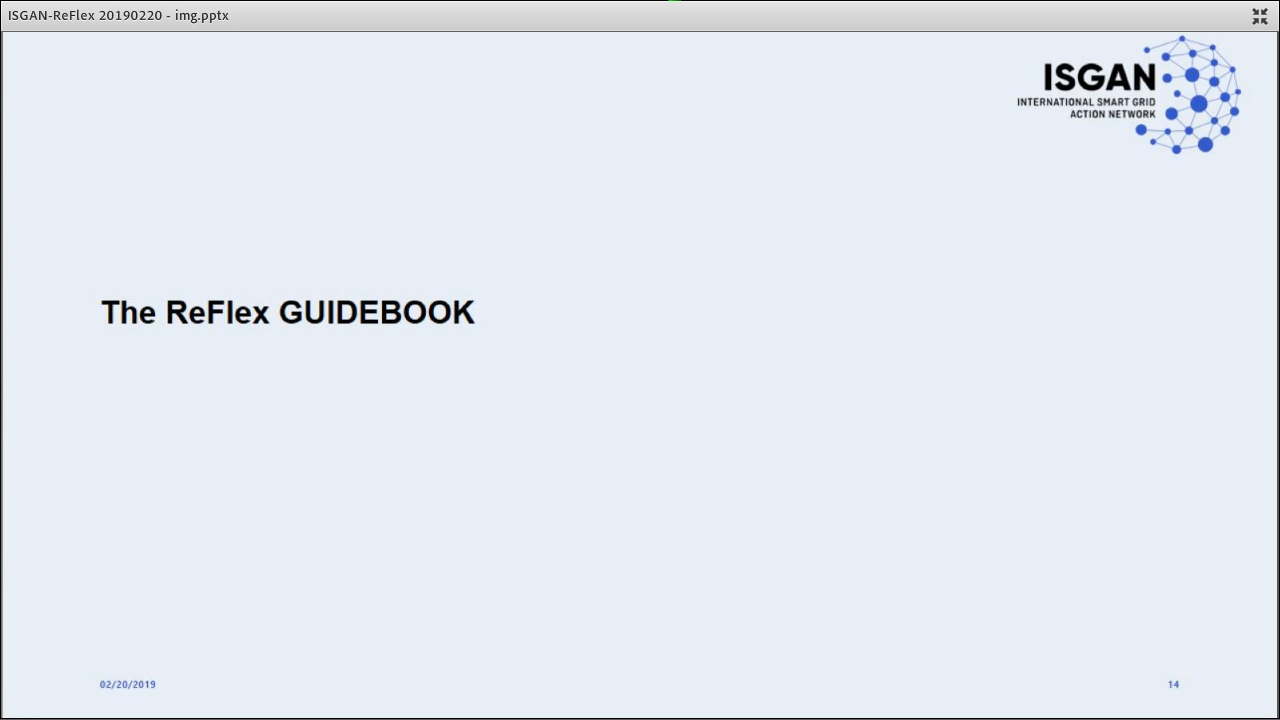 ISGAN-ReFlex 20190220 - img.pptx
ISGAN
INTERNATIONAL SMART GRID
ACTION NETWORK
The ReFlex GUIDEBOOK
02/20/2019
14